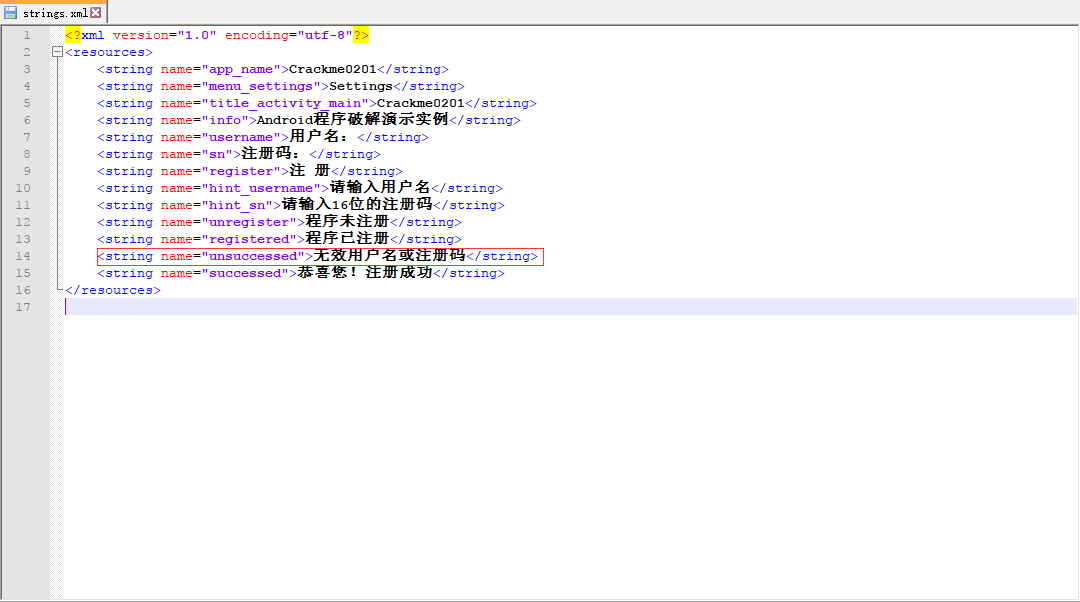 strings.xml
1 <?xml version="1.0" encoding="utf-8"?>
2 <resources>
3 <string name="app_name">Crackme0201</string>
4 <string name="menu_settings">Settings</string>
5 <string name="title_activity_main">Crackme0201</string>
6 <string name="info">Android程序破解演示实例</string>
7 <string name="username">用户名：</string>
8 <string name="sn">注册码：</string>
9 <string name="register">注 册</string>
10 <string name="hint_username">请输入用户名</string>
11 <string name="hint_sn">请输入16位的注册码</string>
12 <string name="unregister">程序未注册</string>
13 <string name="registered">程序已注册</string>
14 <string name="unsuccessed">无效用户名或注册码</string>
15 <string name="successed">恭喜您！注册成功</string>
16 </resources>
17